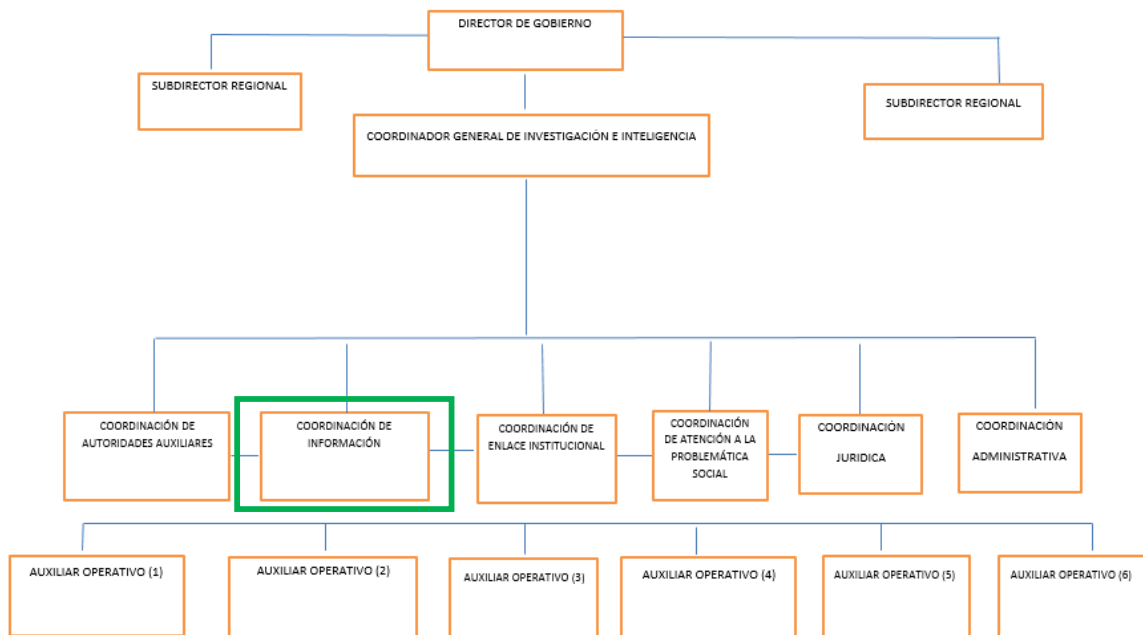 DIRECTOR DE GOBIERNO
SUBDIRECTOR REGIONAL
SUBDIRECTOR REGIONAL
COORDINADOR GENERAL DE INVESTIGACIÓN E INTELIGENCIA
COORDINACIÓN DE
AUTORIDADES AUXILIARES
COORDINACIÓN DE
INFORMACIÓN
COORDINACIÓN DE
ENLACE INSTITUCIONAL
COORDINACIÓN
DE ATENCIÓN A LA
PROBLEMÁTICA
SOCIAL
COORDINACIÓN
JURIDICA
COORDINACIÓN
ADMINISTRATIVA
AUXILIAR OPERATIVO (1)
AUXILIAR OPERATIVO (2)
AUXILIAR OPERATIVO (3)
AUXILIAR OPERATIVO (4)
AUXILIAR OPERATIVO (5)
AUXILIAR OPERATIVO (6)